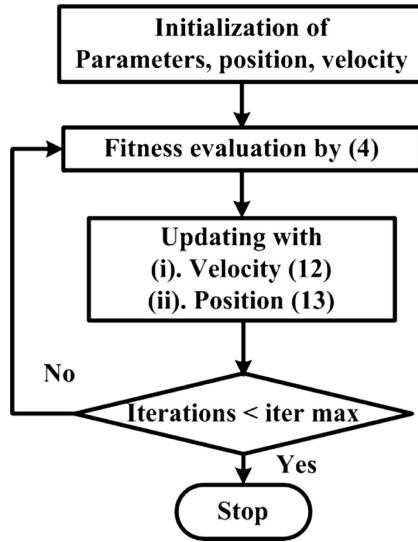 Initialization of
Parameters, position, velocity
Fitness evaluation by (4)
Updating with
(i). Velocity (12)
(ii). Position (13)
No
Iterations < iter max
Yes
Stop